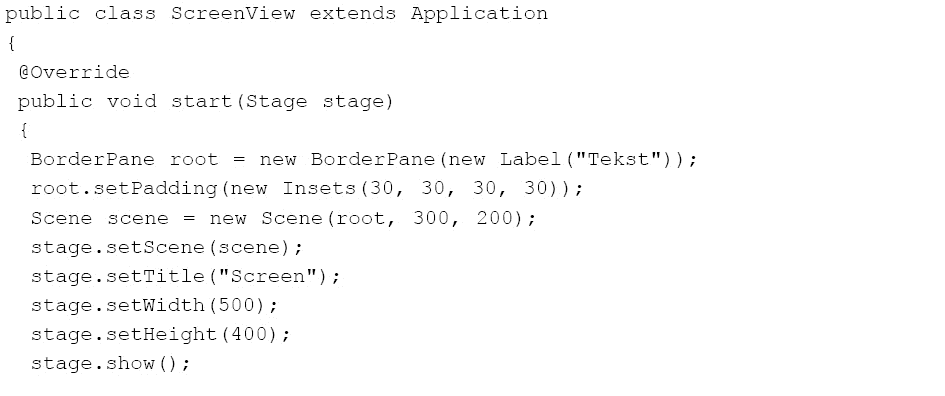 public class ScreenView extends Application
{
@Override
public void start(Stage stage)
{
BorderPane root = new BorderPane(new Label("Tekst"));
root.setPadding(new Insets(30, 30, 30, 30));
Scene scene = new Scene(root, 300, 200);
stage.setScene(scene);
stage.setTitle("Screen");
stage.setWidth(500);
stage.setHeight(400);
stage.show();